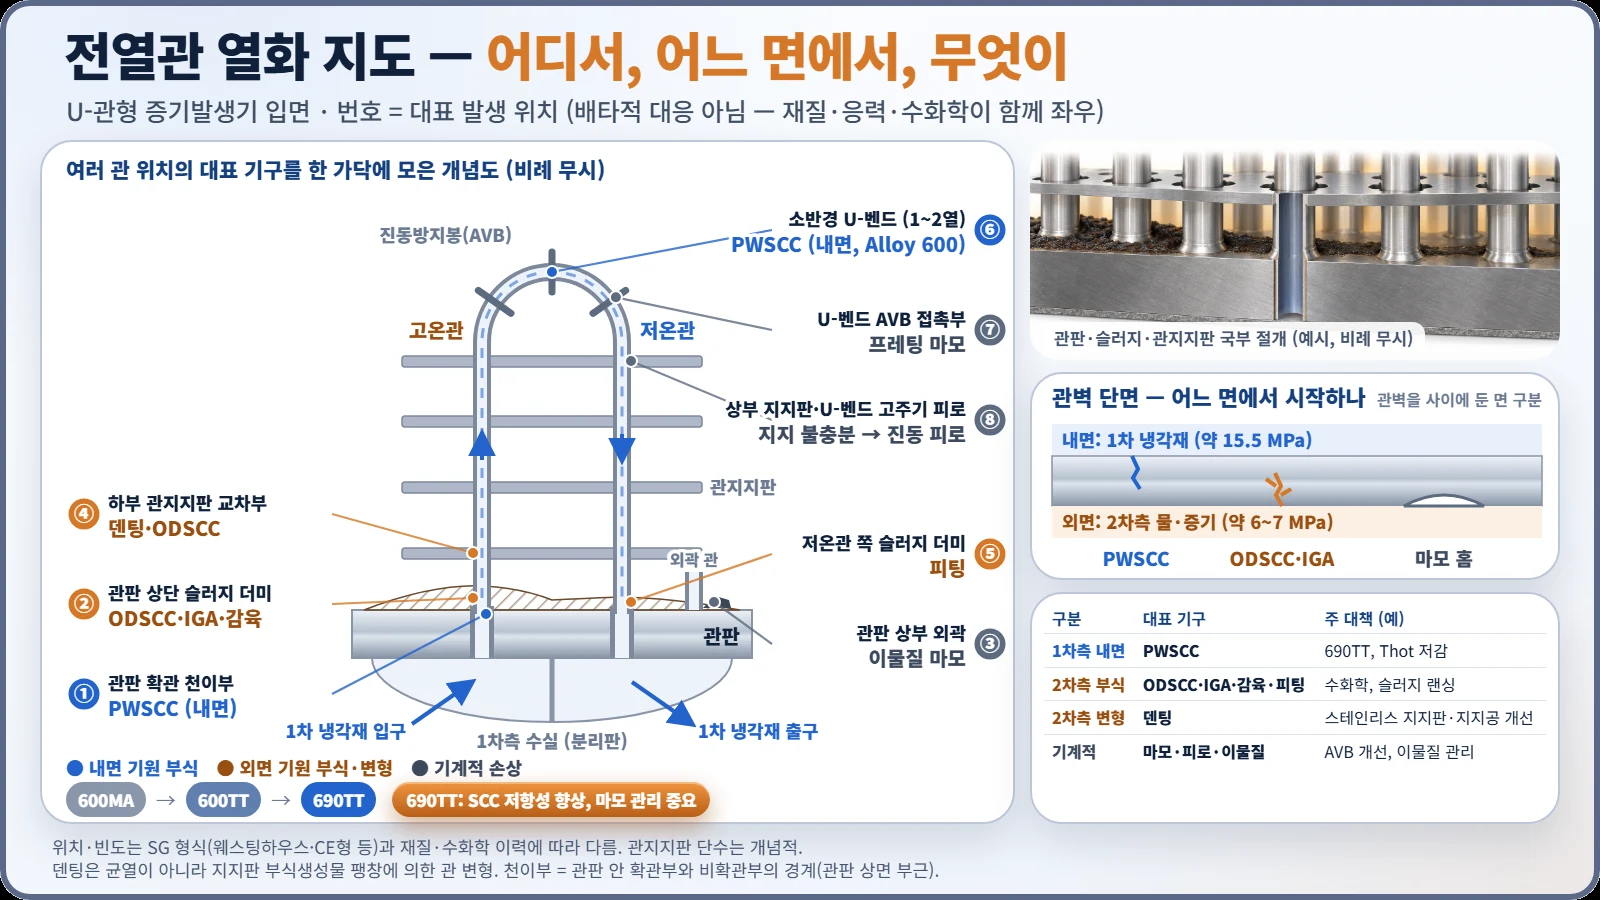 전열관 열화 지도 — 어디서, 어느 면에서, 무엇이
U-관형 증기발생기 입면 · 번호 = 대표 발생 위치 (배타적 대응 아님 — 재질·응력·수화학이 함께 좌우)
여러 관 위치의 대표 기구를 한 가닥에 모은 개념도 (비례 무시)
진동방지봉(AVB)
소반경 U-벤드 (1~2열)
PWSCC (내면, Alloy 600)
⑥
고온관
저온관
U-벤드 AVB 접촉부
프레팅 마모
⑦
상부 지지판·U-벤드 고주기 피로
지지 불충분 → 진동 피로
⑧
관지지판
④
하부 관지지판 교차부
덴팅·ODSCC
저온관 쪽 슬러지 더미
피팅
⑤
외곽 관
②
관판 상단 슬러지 더미
ODSCC·IGA·감육
관판
관판 상부 외곽
이물질 마모
③
①
관판 확관 천이부
PWSCC (내면)
1차 냉각재 입구
1차측 수실 (분리판)
1차 냉각재 출구
내면 기원 부식
외면 기원 부식·변형
기계적 손상
600MA → 600TT → 690TT
690TT: SCC 저항성 향상, 마모 관리 중요
관판·슬러지·관지지판 국부 절개 (예시, 비례 무시)
관벽 단면 — 어느 면에서 시작하나 관벽을 사이에 둔 면 구분
내면: 1차 냉각재 (약 15.5 MPa)
외면: 2차측 물·증기 (약 6~7 MPa)
PWSCC ODSCC·IGA 마모 홈
구분 대표 기구 주 대책 (예)
1차측 내면 PWSCC 690TT, Thot 저감
2차측 부식 ODSCC·IGA·감육·피팅 수화학, 슬러지 랜싱
2차측 변형 덴팅 스테인리스 지지판·지지공 개선
기계적 마모·피로·이물질 AVB 개선, 이물질 관리
위치·빈도는 SG 형식(웨스팅하우스·CE형 등)과 재질·수화학 이력에 따라 다름. 관지지판 단수는 개념적.
덴팅은 균열이 아니라 지지판 부식생성물 팽창에 의한 관 변형. 천이부 = 관판 안 확관부와 비확관부의 경계(관판 상면 부근).